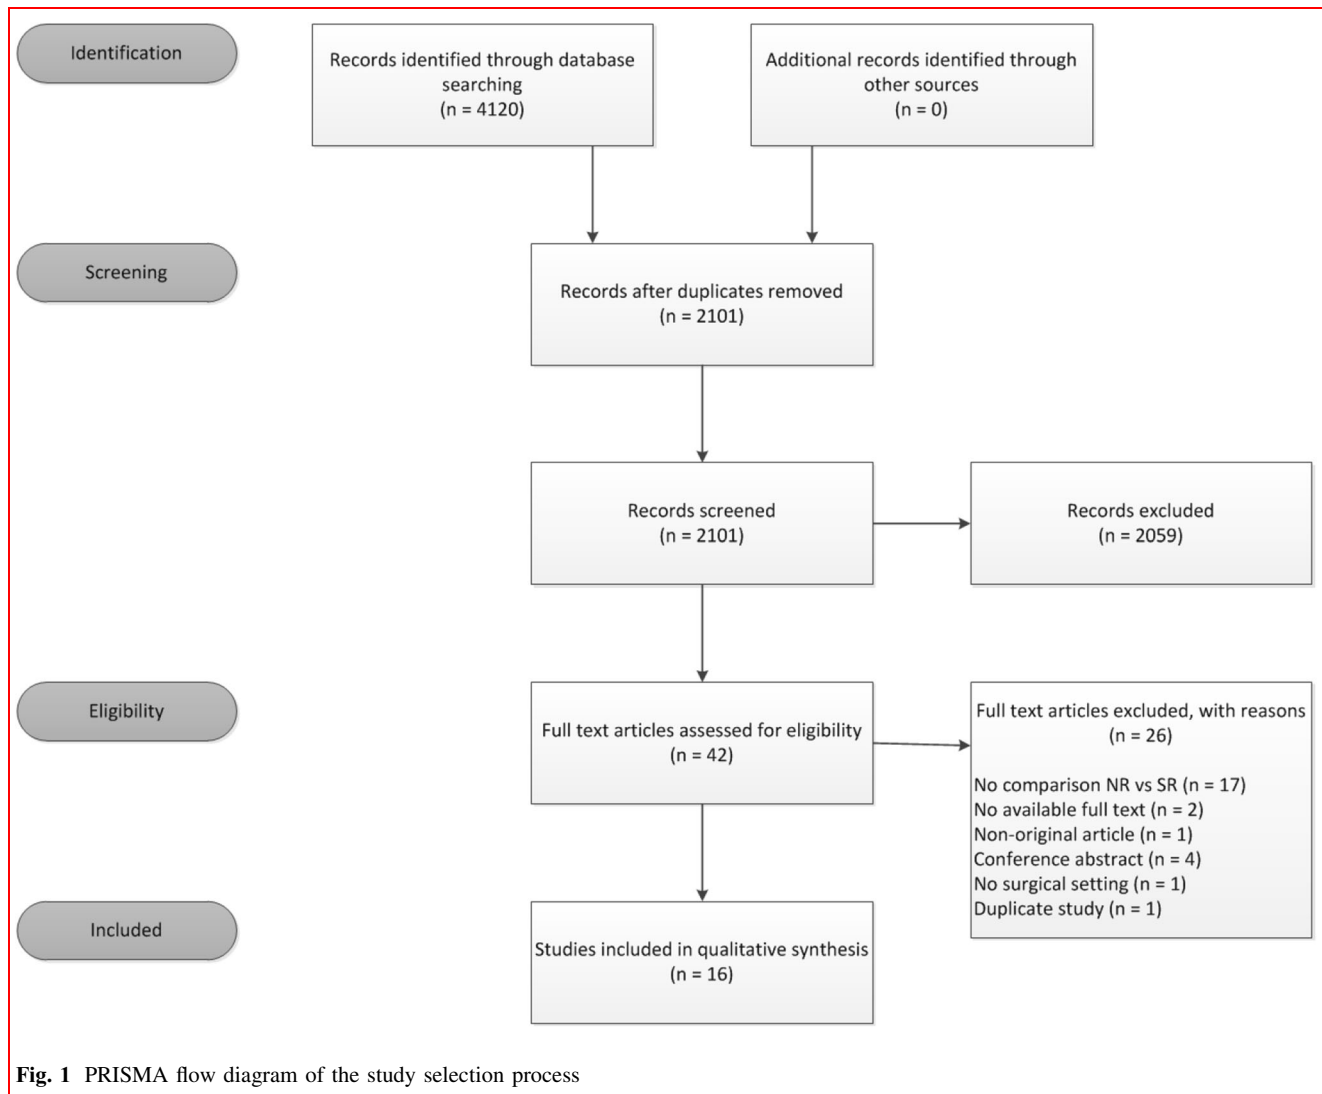 Identification
Records identified through database
searching
(n = 4120)
Additional records identified through
other sources
(n = 0)
Screening
Records after duplicates removed
(n = 2101)
Records screened
(n = 2101)
Records excluded
(n = 2059)
Eligibility
Full text articles assessed for eligibility
(n = 42)
Full text articles excluded, with reasons
(n = 26)
No comparison NR vs SR (n = 17)
No available full text (n = 2)
Non-original article (n = 1)
Conference abstract (n = 4)
No surgical setting (n = 1)
Duplicate study (n = 1)
Included
Studies included in qualitative synthesis
(n = 16)
Fig. 1 PRISMA flow diagram of the study selection process